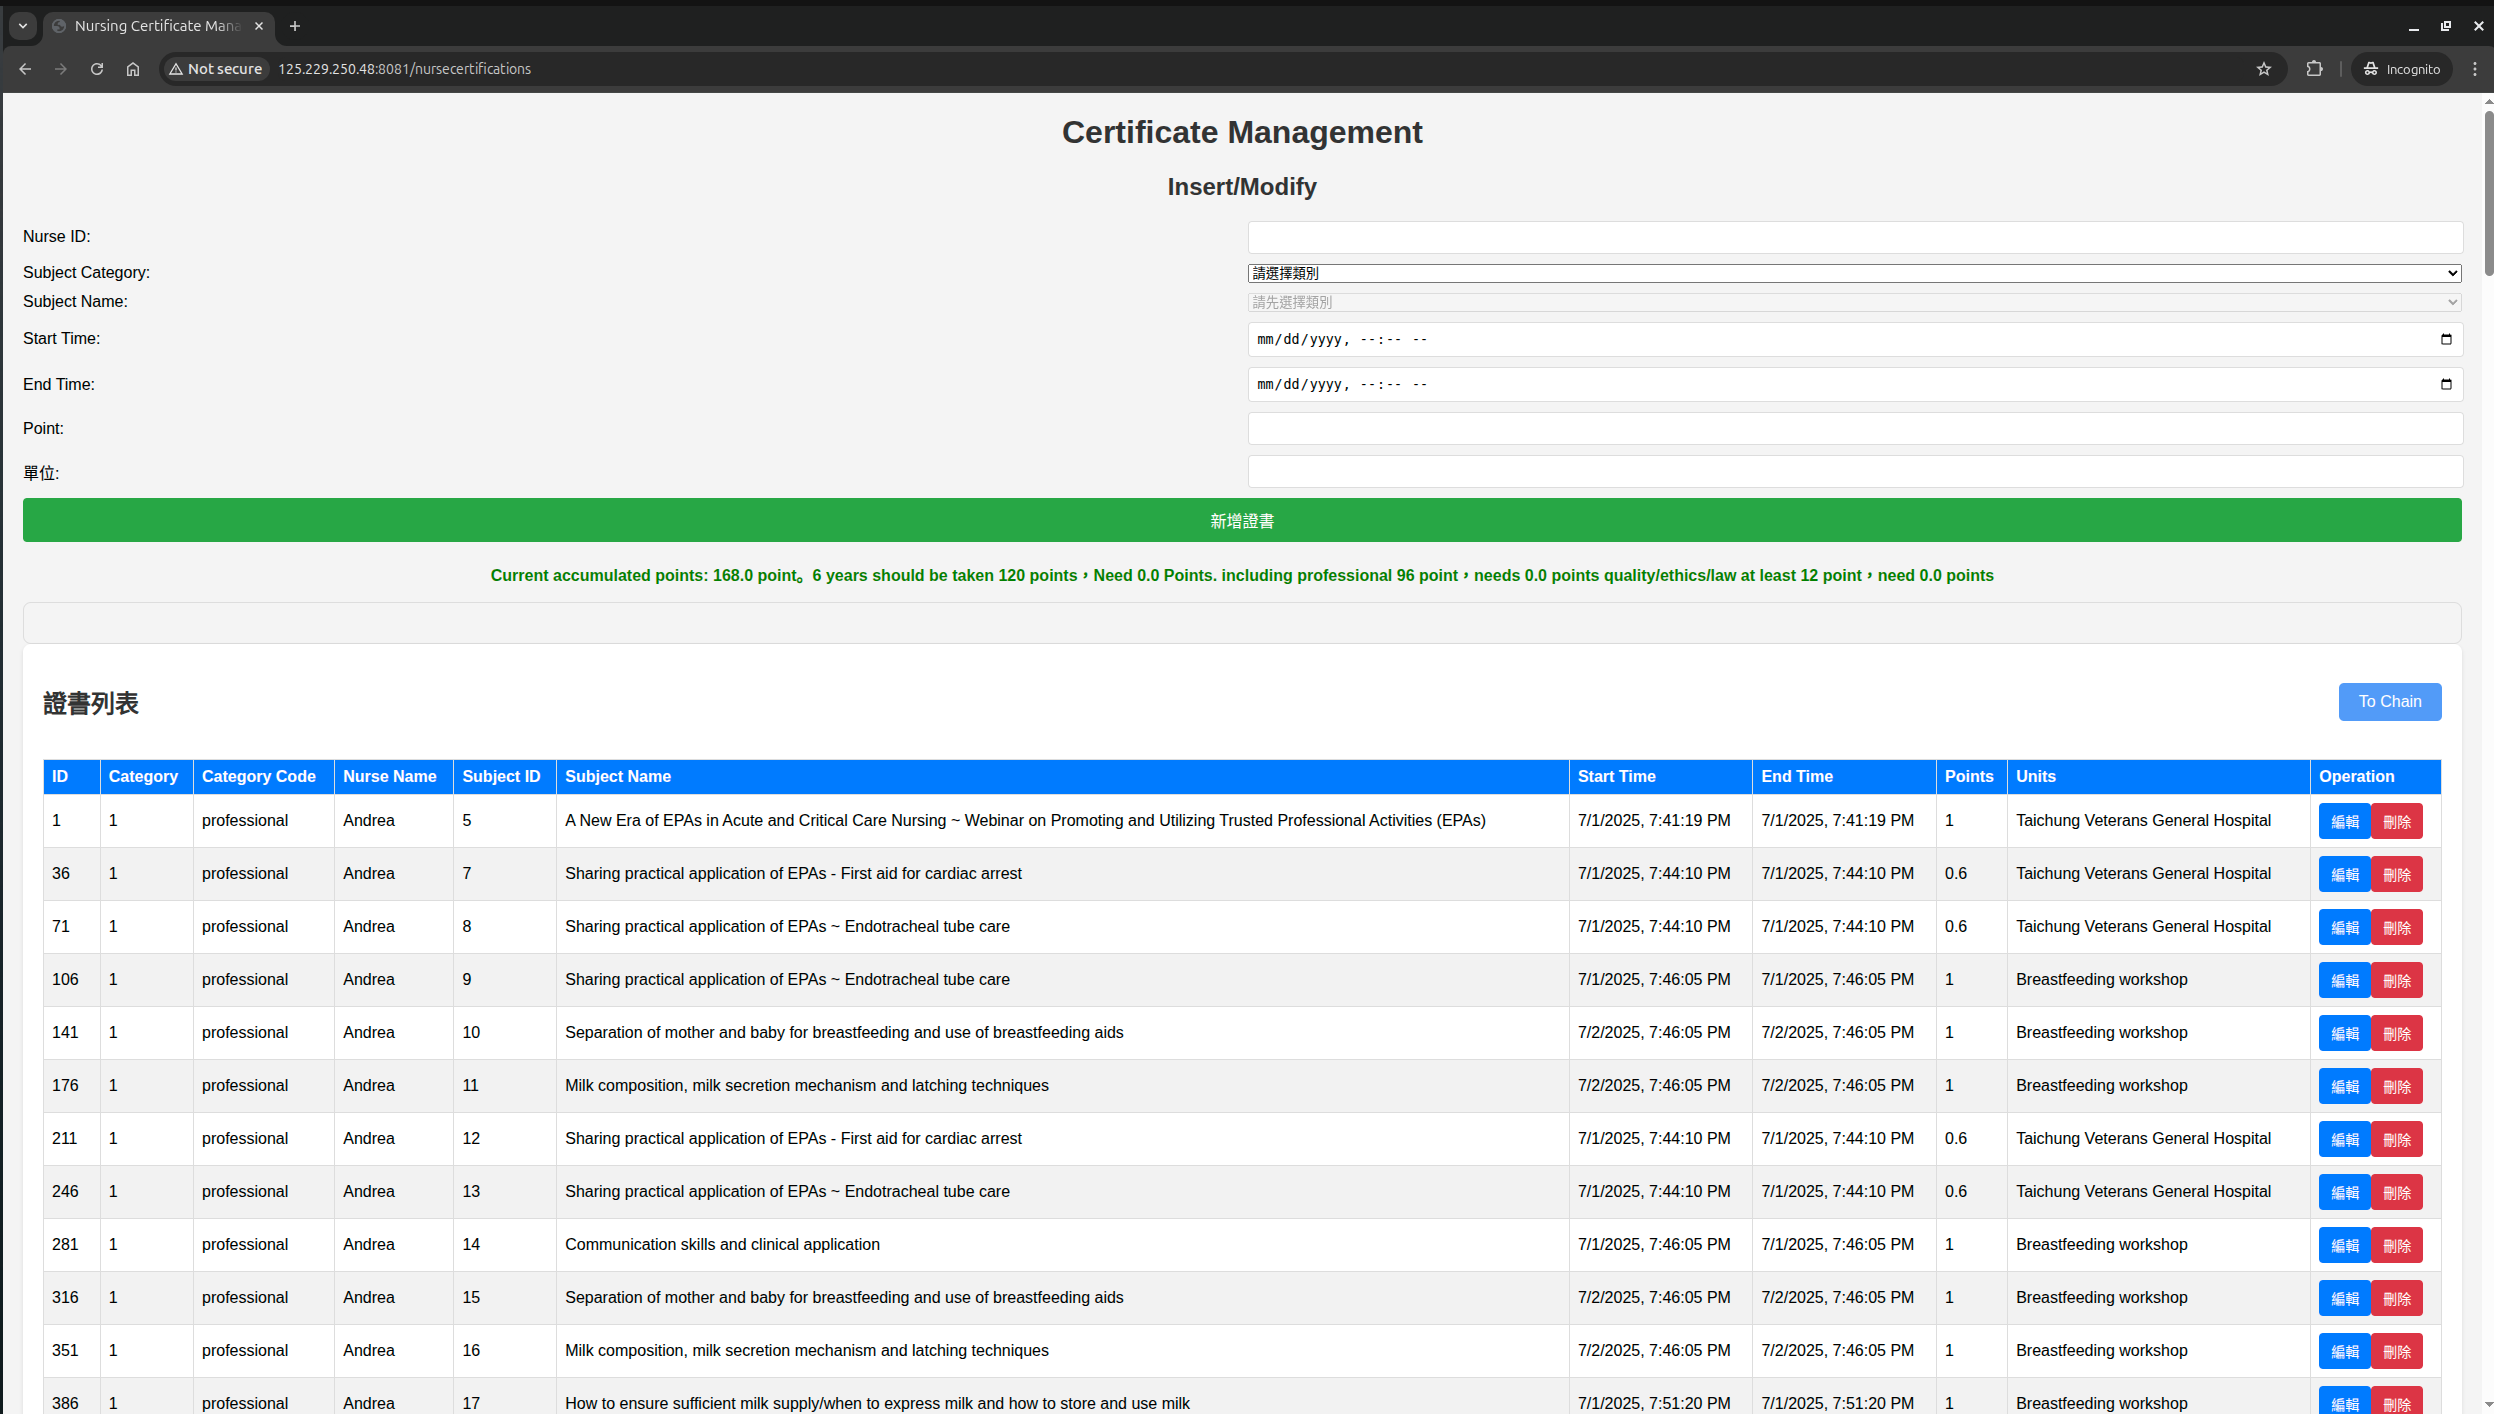 Nursing Certificate Mana
Not secure 125.229.250.48:8081/nursecertifications Incognito
Certificate Management
Insert/Modify
Nurse ID:
Subject Category: 請選擇類別
Subject Name: 請先選擇類別
Start Time: mm/dd/yyyy, --:-- --
End Time: mm/dd/yyyy, --:-- --
Point:
單位:
新增證書
Current accumulated points: 168.0 point。6 years should be taken 120 points，Need 0.0 Points. including professional 96 point，needs 0.0 points quality/ethics/law at least 12 point，need 0.0 points
證書列表 To Chain
ID Category Category Code Nurse Name Subject ID Subject Name Start Time End Time Points Units Operation
1 1 professional Andrea 5 A New Era of EPAs in Acute and Critical Care Nursing ~ Webinar on Promoting and Utilizing Trusted Professional Activities (EPAs) 7/1/2025, 7:41:19 PM 7/1/2025, 7:41:19 PM 1 Taichung Veterans General Hospital 編輯 刪除
36 1 professional Andrea 7 Sharing practical application of EPAs - First aid for cardiac arrest 7/1/2025, 7:44:10 PM 7/1/2025, 7:44:10 PM 0.6 Taichung Veterans General Hospital 編輯 刪除
71 1 professional Andrea 8 Sharing practical application of EPAs ~ Endotracheal tube care 7/1/2025, 7:44:10 PM 7/1/2025, 7:44:10 PM 0.6 Taichung Veterans General Hospital 編輯 刪除
106 1 professional Andrea 9 Sharing practical application of EPAs ~ Endotracheal tube care 7/1/2025, 7:46:05 PM 7/1/2025, 7:46:05 PM 1 Breastfeeding workshop 編輯 刪除
141 1 professional Andrea 10 Separation of mother and baby for breastfeeding and use of breastfeeding aids 7/2/2025, 7:46:05 PM 7/2/2025, 7:46:05 PM 1 Breastfeeding workshop 編輯 刪除
176 1 professional Andrea 11 Milk composition, milk secretion mechanism and latching techniques 7/2/2025, 7:46:05 PM 7/2/2025, 7:46:05 PM 1 Breastfeeding workshop 編輯 刪除
211 1 professional Andrea 12 Sharing practical application of EPAs - First aid for cardiac arrest 7/1/2025, 7:44:10 PM 7/1/2025, 7:44:10 PM 0.6 Taichung Veterans General Hospital 編輯 刪除
246 1 professional Andrea 13 Sharing practical application of EPAs ~ Endotracheal tube care 7/1/2025, 7:44:10 PM 7/1/2025, 7:44:10 PM 0.6 Taichung Veterans General Hospital 編輯 刪除
281 1 professional Andrea 14 Communication skills and clinical application 7/1/2025, 7:46:05 PM 7/1/2025, 7:46:05 PM 1 Breastfeeding workshop 編輯 刪除
316 1 professional Andrea 15 Separation of mother and baby for breastfeeding and use of breastfeeding aids 7/2/2025, 7:46:05 PM 7/2/2025, 7:46:05 PM 1 Breastfeeding workshop 編輯 刪除
351 1 professional Andrea 16 Milk composition, milk secretion mechanism and latching techniques 7/2/2025, 7:46:05 PM 7/2/2025, 7:46:05 PM 1 Breastfeeding workshop 編輯 刪除
386 1 professional Andrea 17 How to ensure sufficient milk supply/when to express milk and how to store and use milk 7/1/2025, 7:51:20 PM 7/1/2025, 7:51:20 PM 1 Breastfeeding workshop 編輯 刪除